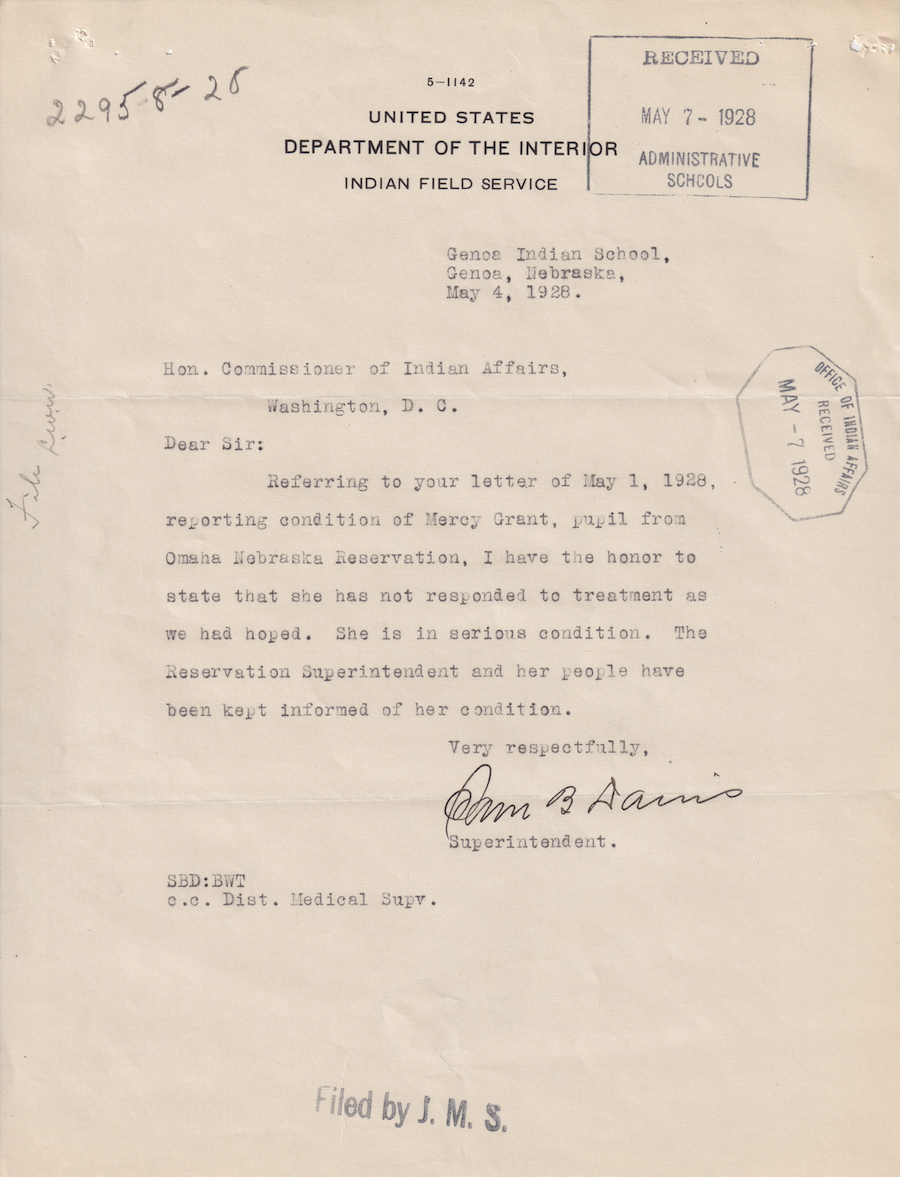 5—1142
UNITED STATES
DEPARTMENT OF THE INTERIOR
INDIAN FIELD SERVICE
RECEIVED
MAY 7 - 1928
ADMINISTRATIVE
SCHOOLS
Genoa Indian School,
Genoa, Nebraska,
May 4, 1928.
Hon. Commissioner of Indian Affairs,
Washington, D. C.
OFFICE OF INDIAN AFFAIRS
RECEIVED
MAY - 7 1928
Dear Sir:
Referring to your letter of May 1, 1928,
reporting condition of Mercy Grant, pupil from
Omaha Nebraska Reservation, I have the honor to
state that she has not responded to treatment as
we had hoped. She is in serious condition. The
Reservation Superintendent and her people have
been kept informed of her condition.
Very respectfully,
B Davis
Superintendent.
SBD:BWT
c.c. Dist. Medical Supv.
File
Filed by J. M. S.